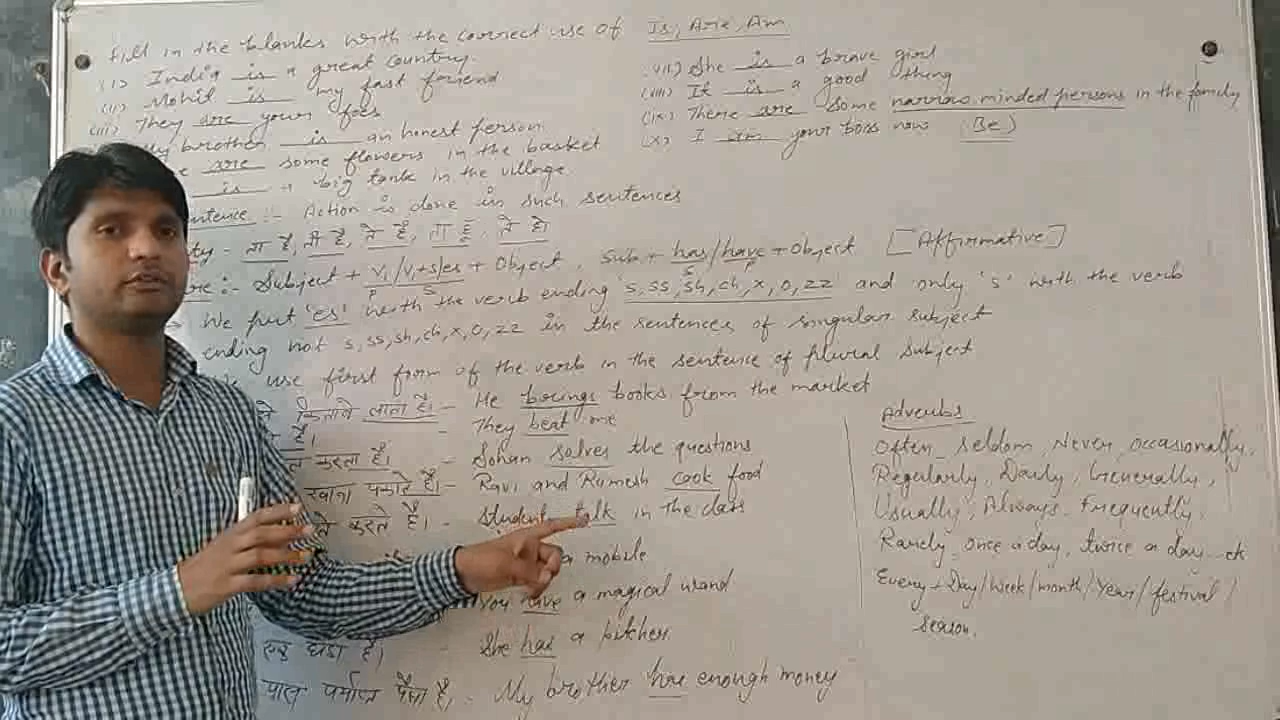 Fill in the blanks with the correct use of Is, Are, Am
(i) India is a great country.
(ii) Mohit is my fast friend
(iii) They are your foes
My brother is an honest person
are some flowers in the basket
is a big tank in the village.
(vii) She is a brave girl
(viii) It is a good thing
(ix) There are some narrow minded persons in the family
(x) I am your boss now (Be)
:- Action is done in such sentences
- ता है, ती है, ते हैं, ता हूँ, ते हो
:- Subject + V1/V1+s/es + Object, Sub + has/have + Object [Affirmative]
P S S P
We put 'es' with the verb ending 's, ss, sh, ch, x, o, zz' and only 's' with the verb
ending not s, ss, sh, ch, x, o, zz in the sentences of singular subject
use first form of the verb in the sentence of plural subject
किताबें लाता है। - He brings books from the market
हैं। - They beat me
करता है। - Sohan solves the questions
खाना पकाते हैं। - Ravi and Ramesh cook food
करते हैं। - Students talk in the class
a mobile
You have a magical wand
एक घड़ा है। - She has a pitcher.
पास पर्याप्त पैसा है। - My brother has enough money
Adverbs
Often, Seldom, Never, occasionally,
Regularly, Daily, Generally,
Usually, Always, Frequently,
Rarely, once a day, twice a day
Every + Day/Week/month/Year/festival/
Season.